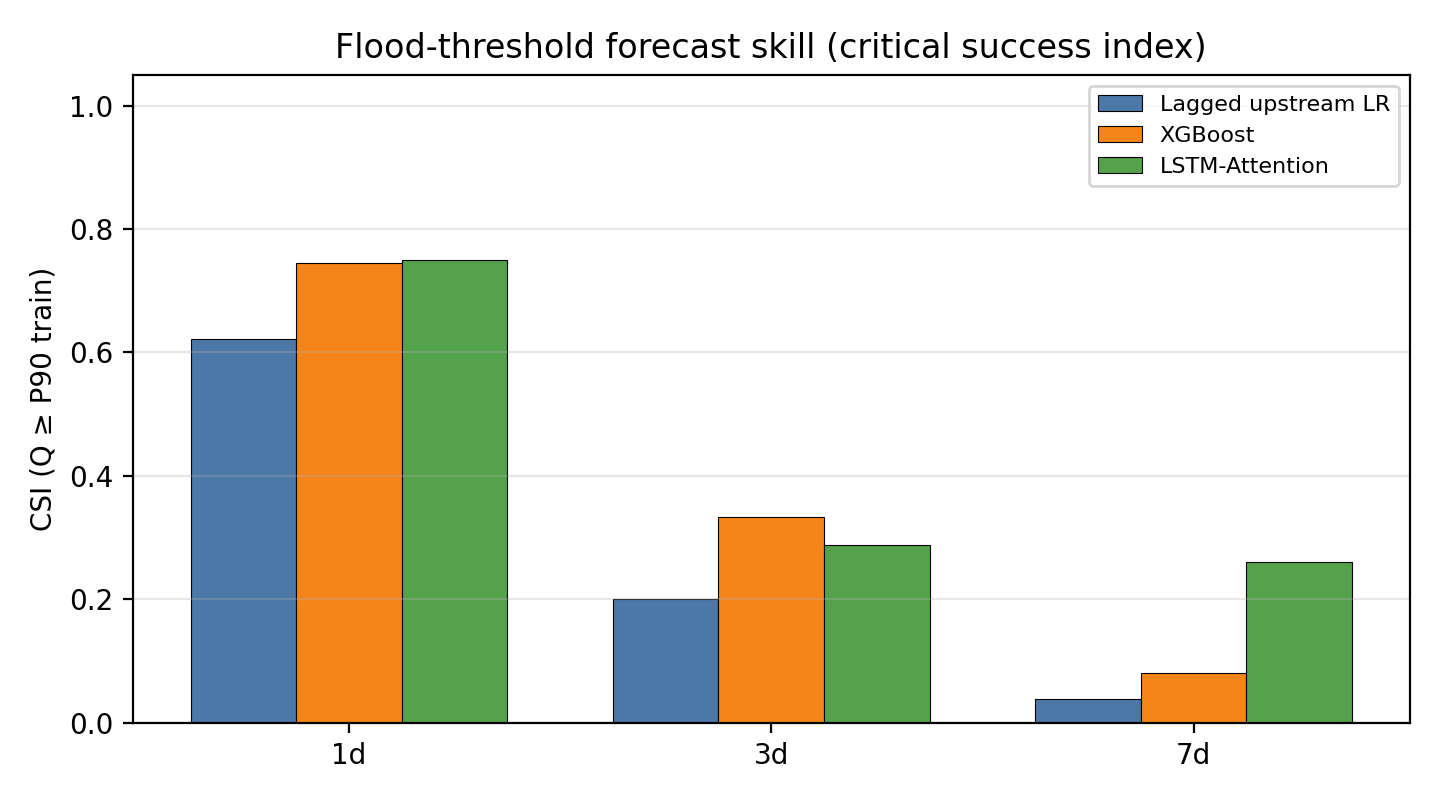 Flood-threshold forecast skill (critical success index)
CSI (Q ≥ P90 train)
1.0
0.8
0.6
0.4
0.2
0.0
Lagged upstream LR
XGBoost
LSTM-Attention
1d
3d
7d